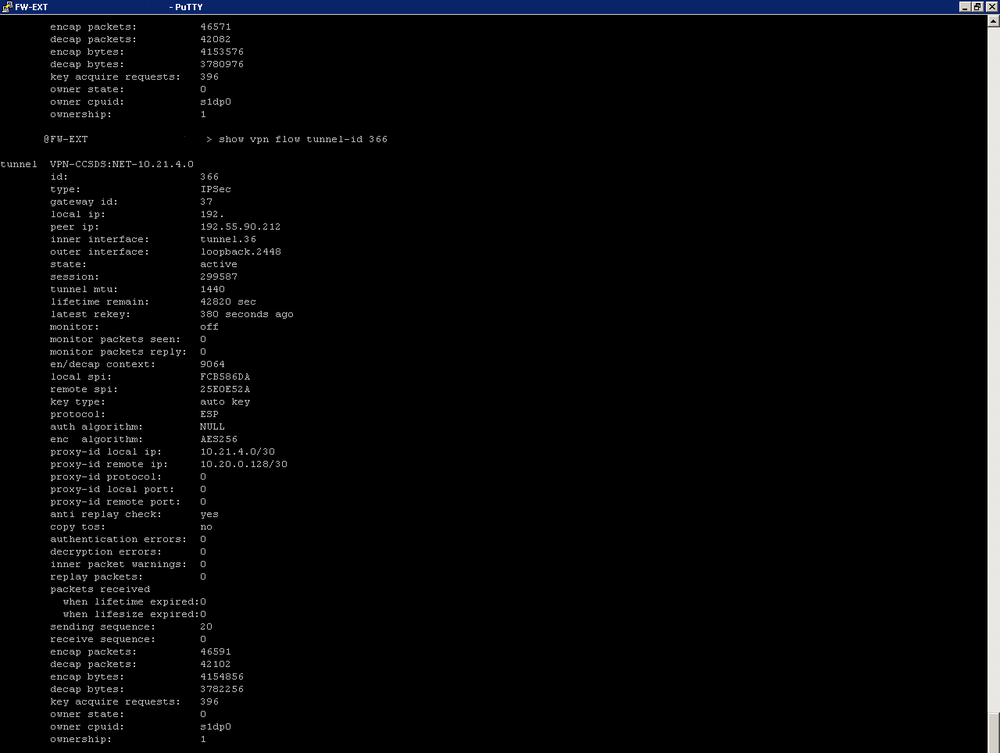 FW-EXT - PuTTY
encap packets: 46571
decap packets: 42082
encap bytes: 4153576
decap bytes: 3780976
key acquire requests: 396
owner state: 0
owner cpuid: s1dp0
ownership: 1
@FW-EXT > show vpn flow tunnel-id 366
tunnel VPN-CCSDS:NET-10.21.4.0
id: 366
type: IPSec
gateway id: 37
local ip: 192.
peer ip: 192.55.90.212
inner interface: tunnel.36
outer interface: loopback.2448
state: active
session: 299587
tunnel mtu: 1440
lifetime remain: 42820 sec
latest rekey: 380 seconds ago
monitor: off
monitor packets seen: 0
monitor packets reply: 0
en/decap context: 9064
local spi: FCB586DA
remote spi: 25E0E52A
key type: auto key
protocol: ESP
auth algorithm: NULL
enc  algorithm: AES256
proxy-id local ip: 10.21.4.0/30
proxy-id remote ip: 10.20.0.128/30
proxy-id protocol: 0
proxy-id local port: 0
proxy-id remote port: 0
anti replay check: yes
copy tos: no
authentication errors: 0
decryption errors: 0
inner packet warnings: 0
replay packets: 0
packets received
when lifetime expired:0
when lifesize expired:0
sending sequence: 20
receive sequence: 0
encap packets: 46591
decap packets: 42102
encap bytes: 4154856
decap bytes: 3782256
key acquire requests: 396
owner state: 0
owner cpuid: s1dp0
ownership: 1